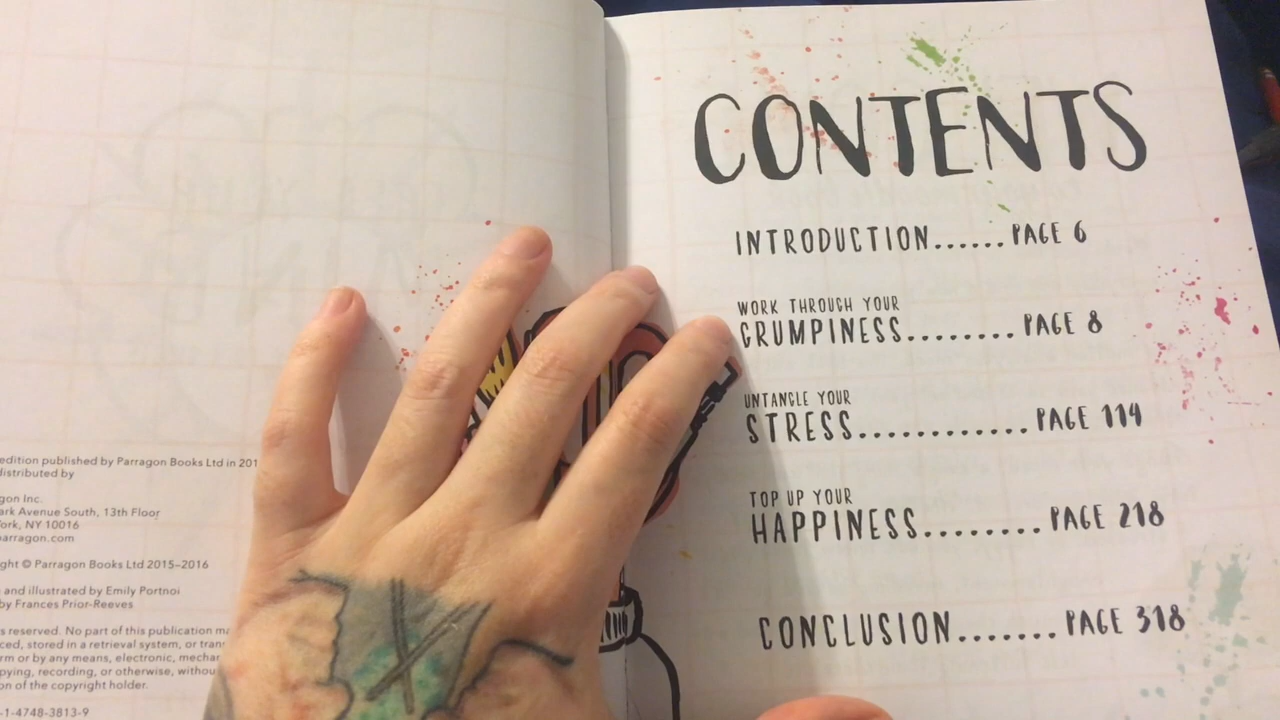 edition published by Parragon Books Ltd in 201
distributed by
gon Inc.
ark Avenue South, 13th Floor
ork, NY 10016
parragon.com
ght © Parragon Books Ltd 2015–2016
and illustrated by Emily Portnoi
by Frances Prior-Reeves
s reserved. No part of this publication ma
ced, stored in a retrieval system, or tran
rm or by any means, electronic, mechan
pying, recording, or otherwise, withou
on of the copyright holder.
-1-4748-3813-9
CONTENTS
INTRODUCTION......PAGE 6
WORK THROUGH YOUR
GRUMPINESS........PAGE 8
UNTANGLE YOUR
STRESS............PAGE 114
TOP UP YOUR
HAPPINESS........PAGE 218
CONCLUSION.......PAGE 318